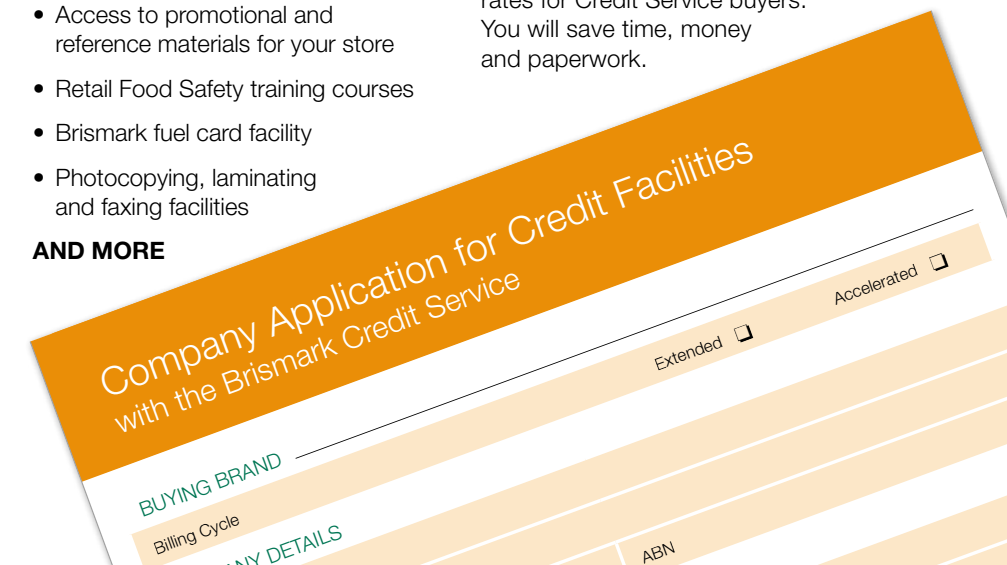 • Access to promotional and
reference materials for your store
• Retail Food Safety training courses
• Brismark fuel card facility
• Photocopying, laminating
and faxing facilities
AND MORE
rates for Credit Service buyers.
You will save time, money
and paperwork.
Company Application for Credit Facilities
with the Brismark Credit Service
BUYING BRAND
Billing Cycle
Extended ❏
Accelerated ❏
DETAILS
ABN